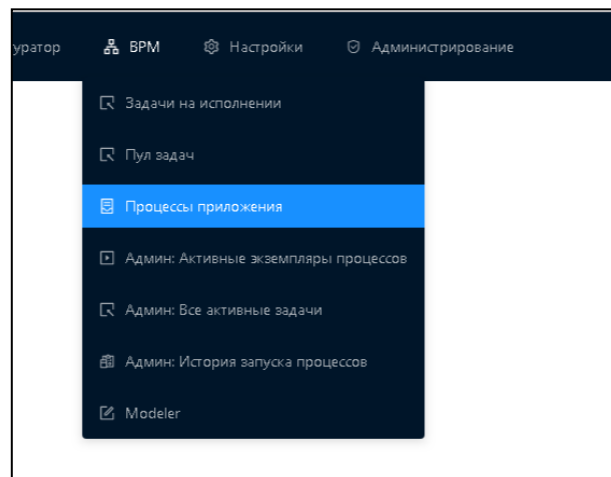 уратор BPM Настройки Администрирование
Задачи на исполнении
Пул задач
Процессы приложения
Админ: Активные экземпляры процессов
Админ: Все активные задачи
Админ: История запуска процессов
Modeler